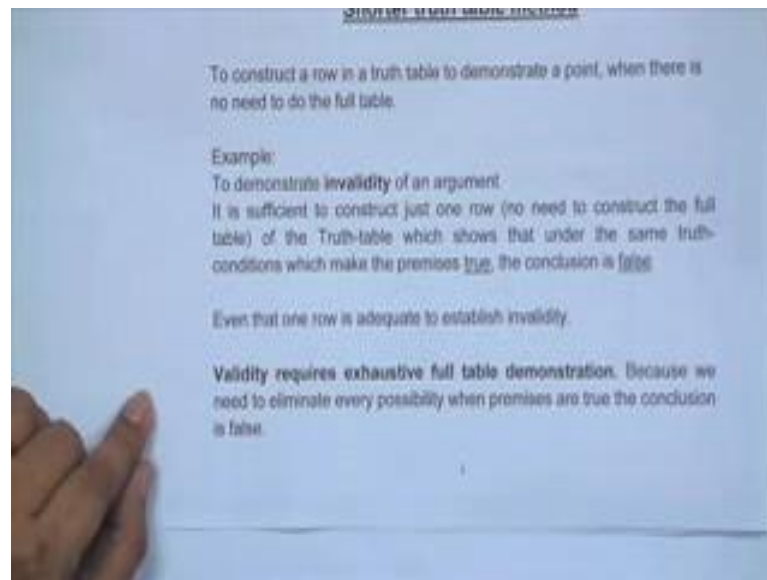 Shorter truth table method
To construct a row in a truth table to demonstrate a point, when there is
no need to do the full table.
Example:
To demonstrate invalidity of an argument
It is sufficient to construct just one row (no need to construct the full
table) of the Truth-table which shows that under the same truth-
conditions which make the premises true, the conclusion is false
Even that one row is adequate to establish invalidity.
Validity requires exhaustive full table demonstration. Because we
need to eliminate every possibility when premises are true the conclusion
is false.